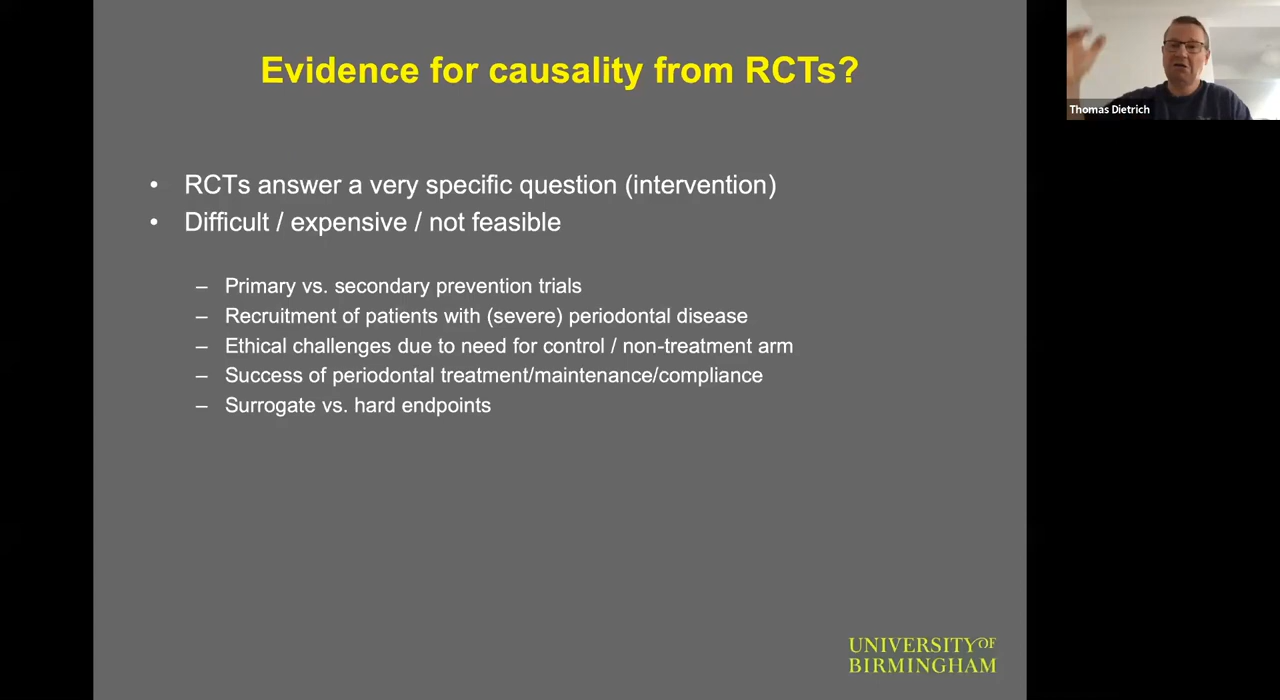 Evidence for causality from RCTs?
Thomas Dietrich
• RCTs answer a very specific question (intervention)
• Difficult / expensive / not feasible
– Primary vs. secondary prevention trials
– Recruitment of patients with (severe) periodontal disease
– Ethical challenges due to need for control / non-treatment arm
– Success of periodontal treatment/maintenance/compliance
– Surrogate vs. hard endpoints
UNIVERSITY OF
BIRMINGHAM